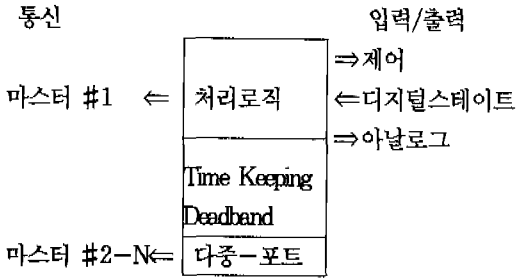 통신 입력/출력
⇒제어
마스터 #1 ⇐ 처리로직 ⇐디지털스테이트
⇒아날로그
Time Keeping
Deadband
마스터 #2-N⇐ 다중-포트